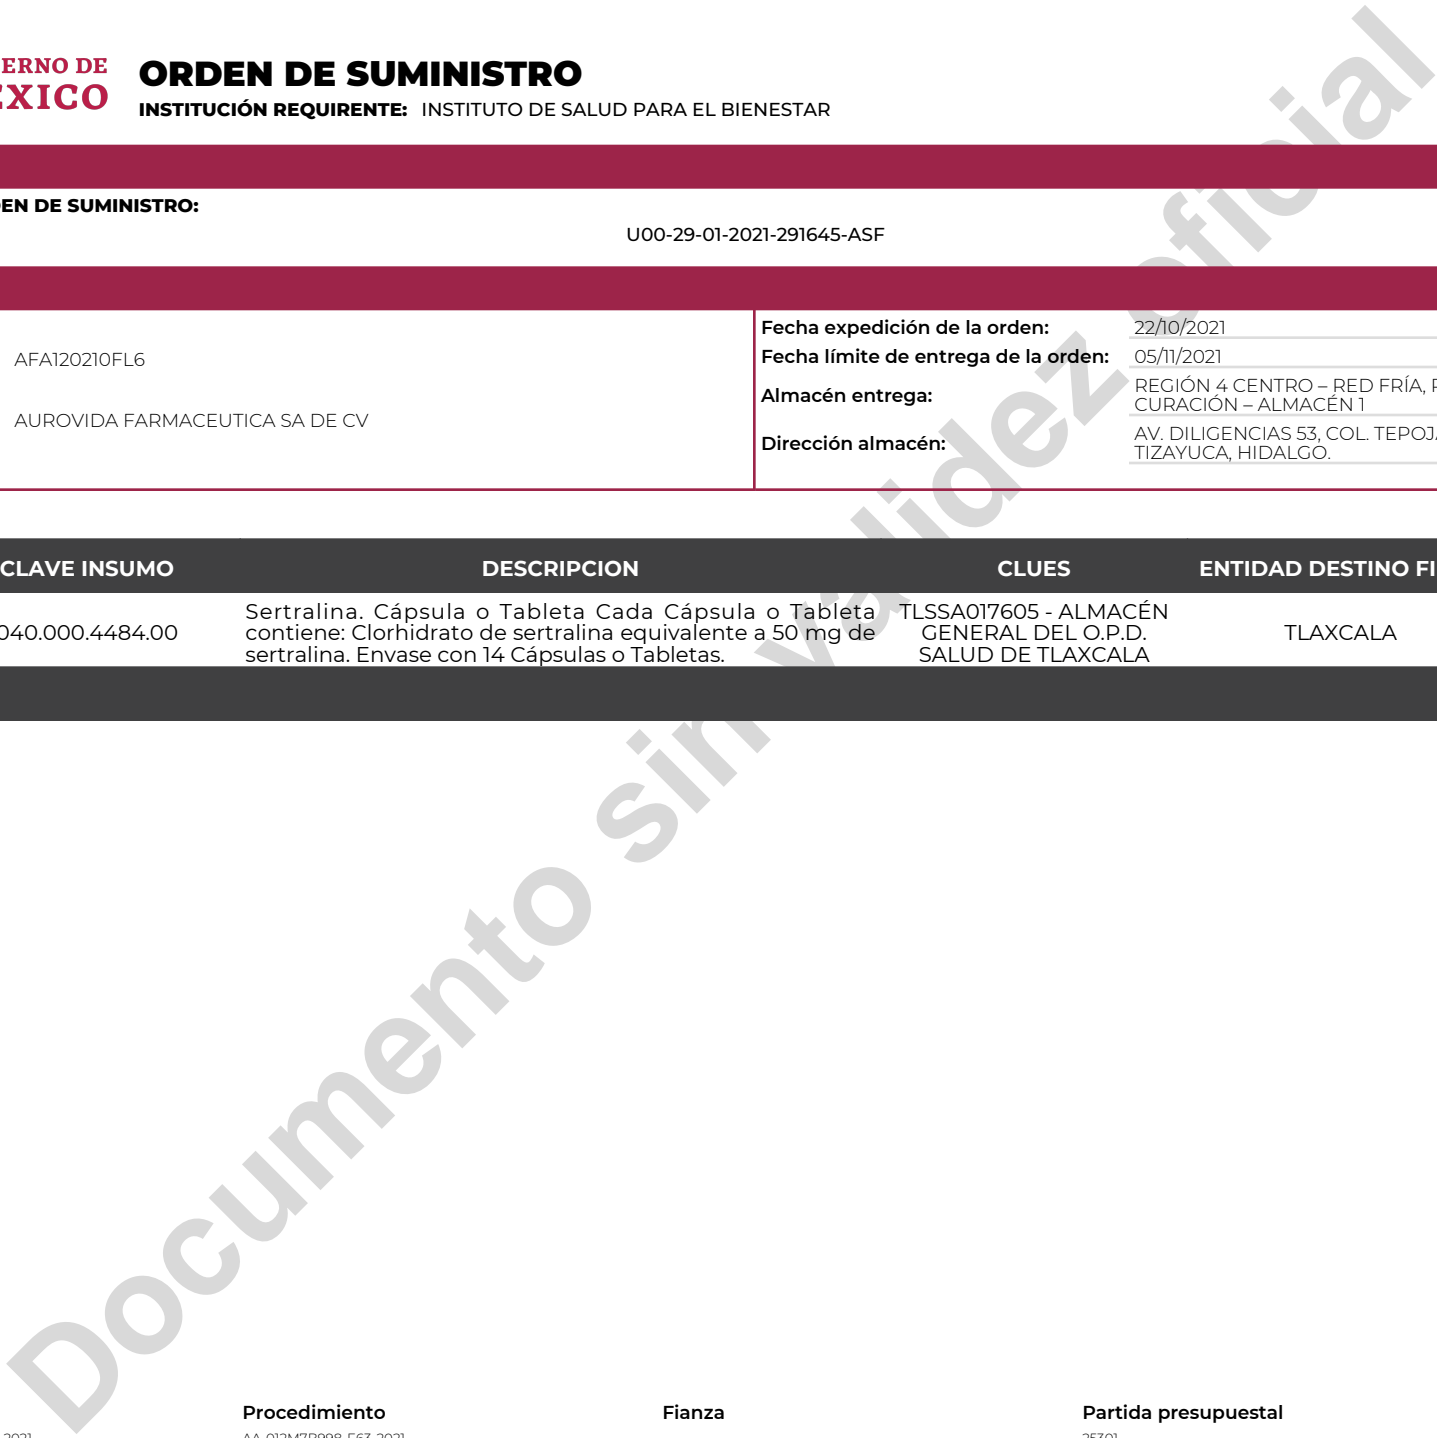 ERNO DE
ÉXICO
ORDEN DE SUMINISTRO
INSTITUCIÓN REQUIRENTE: INSTITUTO DE SALUD PARA EL BIENESTAR
EN DE SUMINISTRO:
U00-29-01-2021-291645-ASF
AFA120210FL6
AUROVIDA FARMACEUTICA SA DE CV
Fecha expedición de la orden: 22/10/2021
Fecha límite de entrega de la orden: 05/11/2021
Almacén entrega: REGIÓN 4 CENTRO – RED FRÍA,
CURACIÓN – ALMACÉN 1
Dirección almacén: AV. DILIGENCIAS 53, COL. TEPOJA
TIZAYUCA, HIDALGO.
CLAVE INSUMO DESCRIPCION CLUES ENTIDAD DESTINO FI
040.000.4484.00
Sertralina. Cápsula o Tableta Cada Cápsula o Tableta
contiene: Clorhidrato de sertralina equivalente a 50 mg de
sertralina. Envase con 14 Cápsulas o Tabletas.
TLSSA017605 - ALMACÉN
GENERAL DEL O.P.D.
SALUD DE TLAXCALA
TLAXCALA
Documento sin validez oficial
Procedimiento Fianza Partida presupuestal